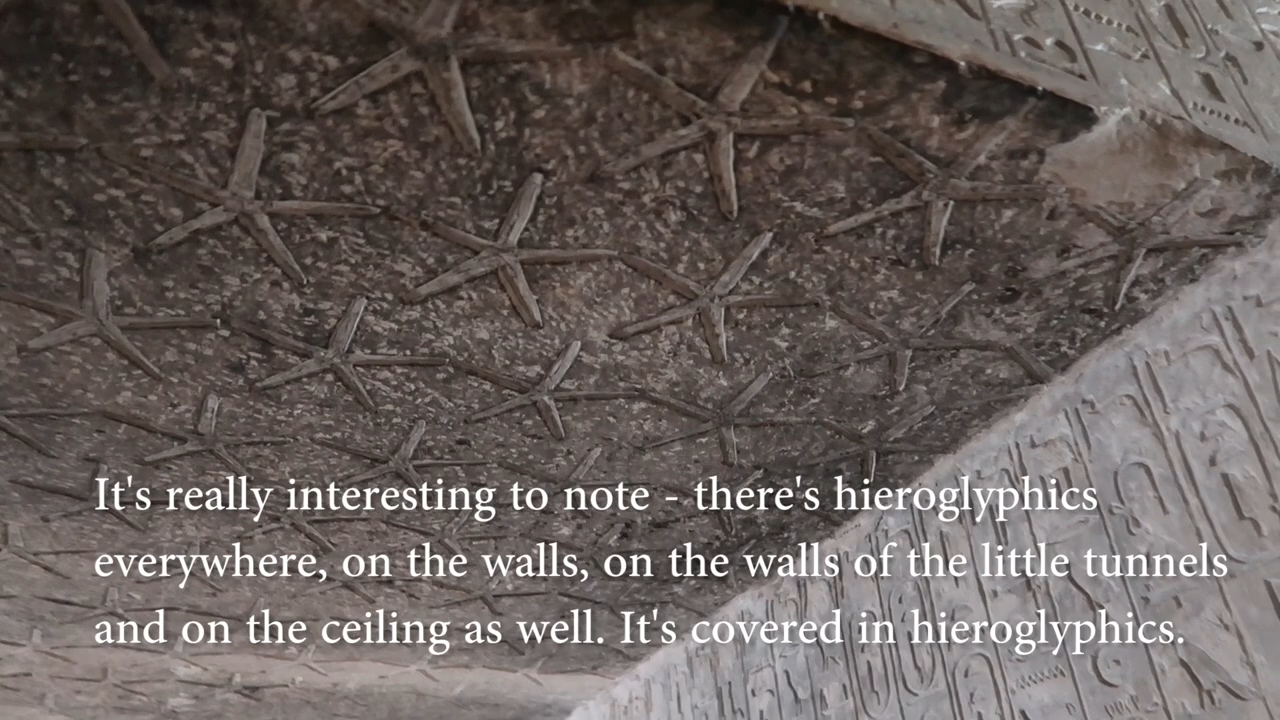 It's really interesting to note - there's hieroglyphics
everywhere, on the walls, on the walls of the little tunnels
and on the ceiling as well. It's covered in hieroglyphics.